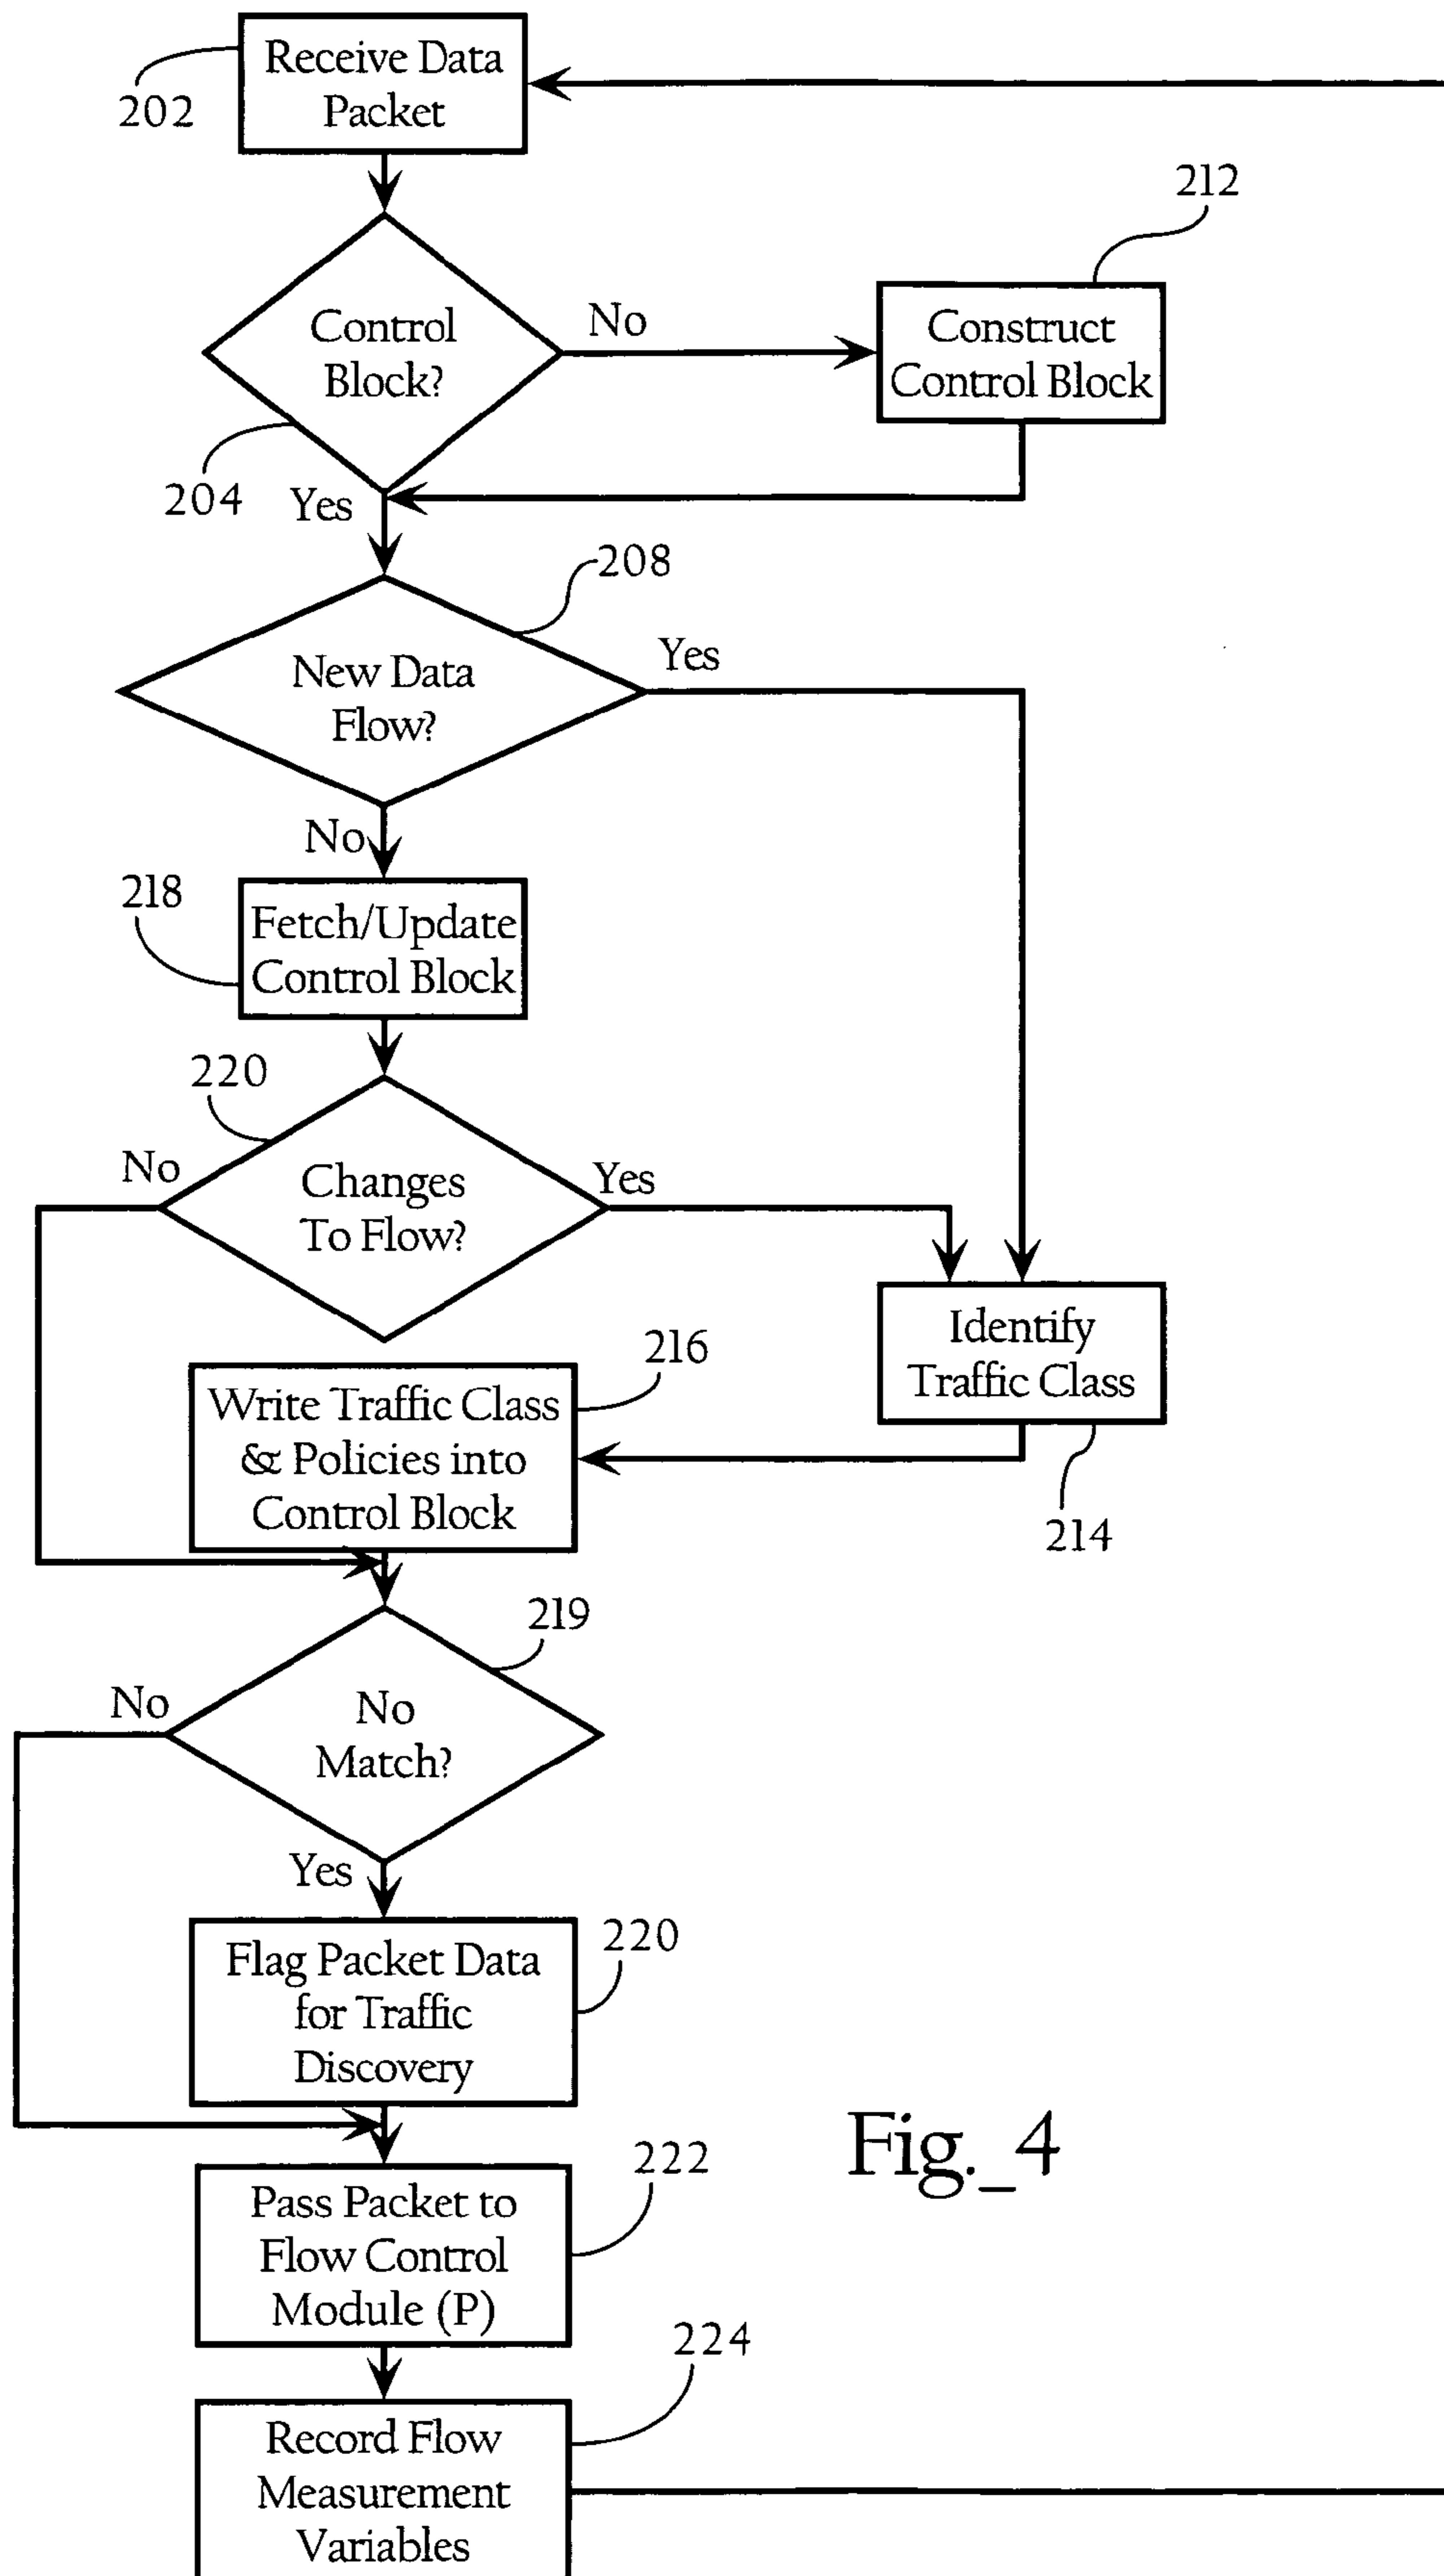 Receive Data
Packet
202
212
Control
Block?
No
Construct
Control Block
204
Yes
208
New Data
Flow?
Yes
No
218
Fetch/Update
Control Block
220
No
Changes
To Flow?
Yes
Identify
Traffic Class
216
Write Traffic Class
& Policies into
Control Block
214
219
No
No
Match?
Yes
Flag Packet Data
for Traffic
Discovery
220
Fig._4
222
Pass Packet to
Flow Control
Module (P)
224
Record Flow
Measurement
Variables